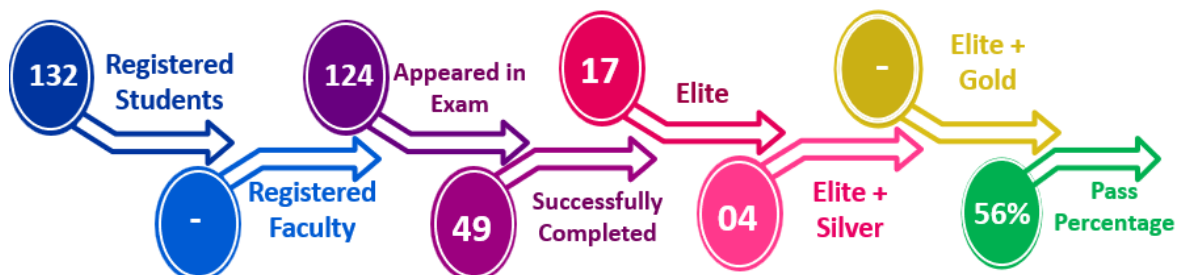 132
Registered
Students
-
Registered
Faculty
124
Appeared in
Exam
49
Successfully
Completed
17
Elite
04
Elite +
Silver
-
Elite +
Gold
56%
Pass
Percentage